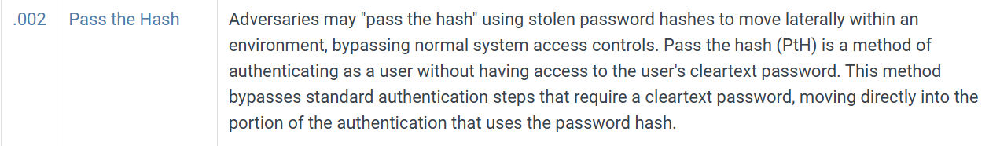 .002 Pass the Hash Adversaries may "pass the hash" using stolen password hashes to move laterally within an
environment, bypassing normal system access controls. Pass the hash (PtH) is a method of
authenticating as a user without having access to the user's cleartext password. This method
bypasses standard authentication steps that require a cleartext password, moving directly into the
portion of the authentication that uses the password hash.